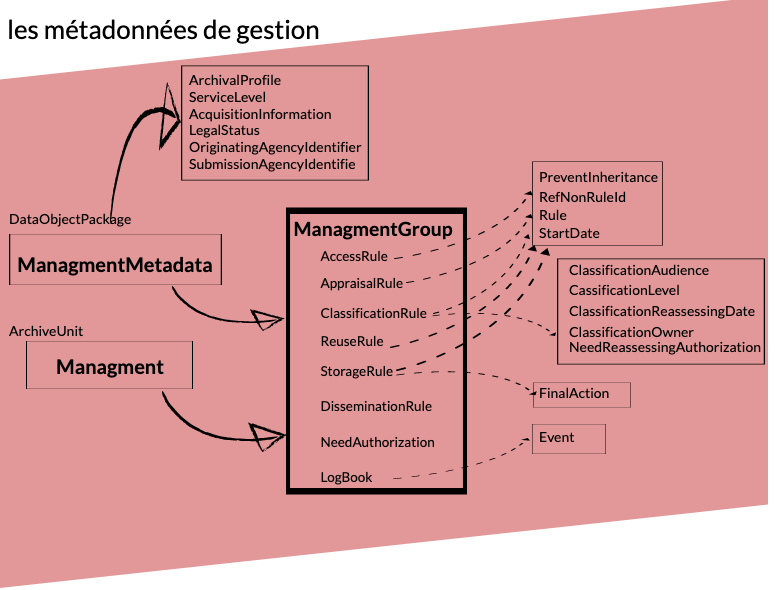 les métadonnées de gestion
ArchivalProfile
ServiceLevel
AcquisitionInformation
LegalStatus
OriginatingAgencyIdentifier
SubmissionAgencyIdentifie
DataObjectPackage
ManagmentMetadata
ArchiveUnit
Managment
ManagmentGroup
AccessRule
AppraisalRule
ClassificationRule
ReuseRule
StorageRule
DisseminationRule
NeedAuthorization
LogBook
PreventInheritance
RefNonRuleId
Rule
StartDate
ClassificationAudience
CassificationLevel
ClassificationReassessingDate
ClassificationOwner
NeedReassessingAuthorization
FinalAction
Event